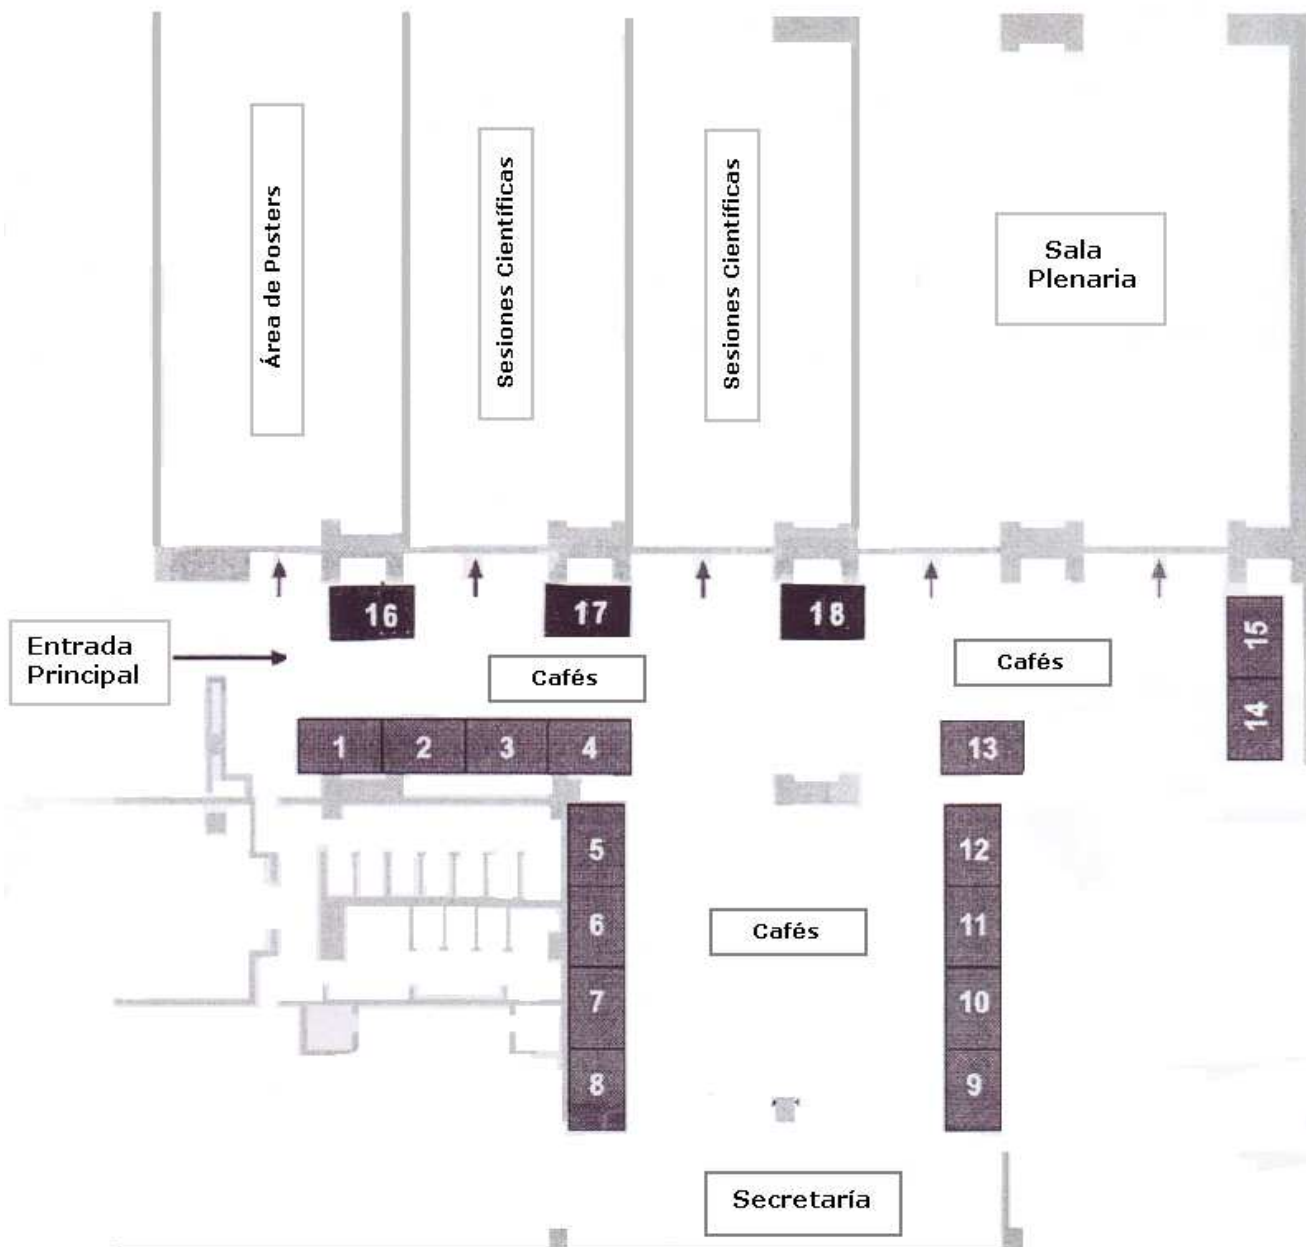 Área de Posters
Sesiones Científicas
Sesiones Científicas
Sala
Plenaria
16
17
18
15
14
Entrada
Principal
Cafés
Cafés
1
2
3
4
13
5
6
7
8
Cafés
12
11
10
9
Secretaría